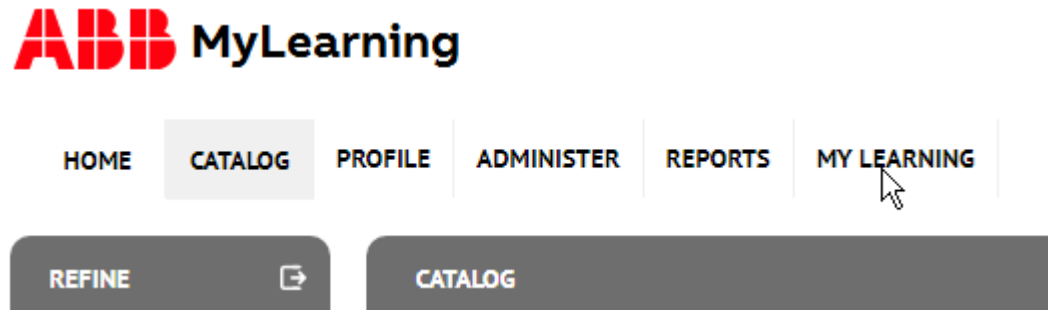 ABB MyLearning
HOME CATALOG PROFILE ADMINISTER REPORTS MY LEARNING
REFINE CATALOG